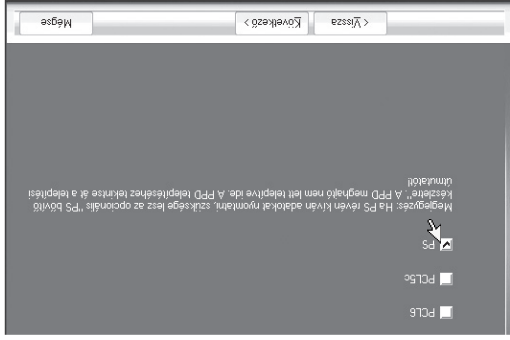 PCL6
PCL5c
PS
Megjegyzés: Ha PS révén kíván adatokat nyomtatni, szüksége lesz az opcionális "PS bővítő
készletre". A PPD meghajtó nem lett telepítve ide. A PPD telepítéséhez tekintse át a telepítési
útmutatót!
< Vissza
Következő >
Mégse